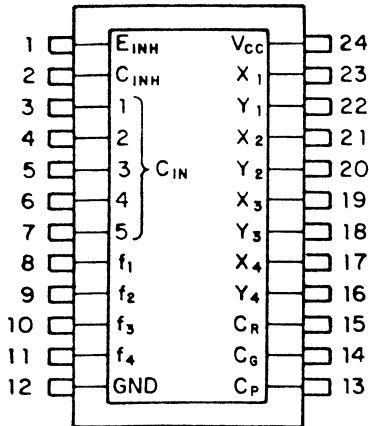 1 E_INH V_CC 24
2 C_INH X_1 23
3 1 Y_1 22
4 2 X_2 21
5 3 C_IN Y_2 20
6 4 X_3 19
7 5 Y_3 18
8 f_1 X_4 17
9 f_2 Y_4 16
10 f_3 C_R 15
11 f_4 C_G 14
12 GND C_P 13